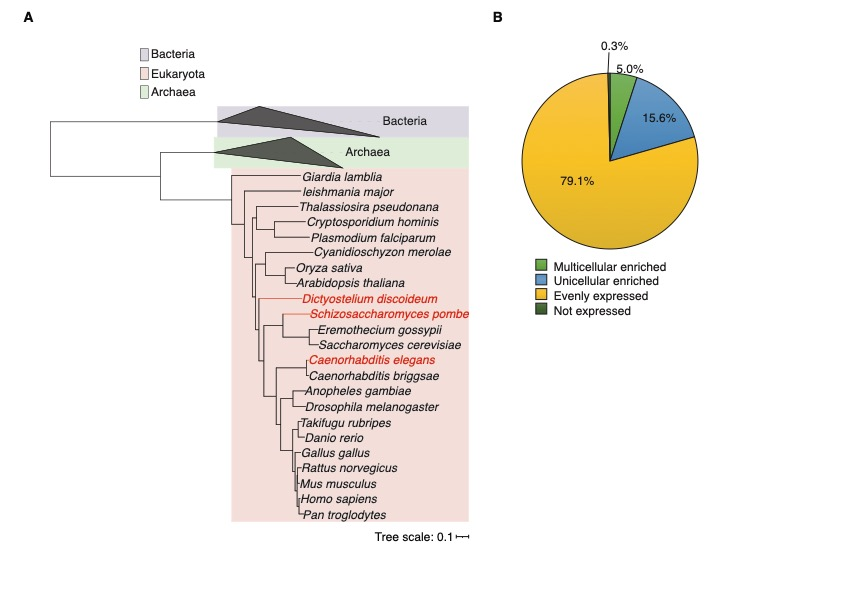 A
B
Bacteria
Eukaryota
Archaea
Bacteria
Archaea
Giardia lamblia
leishmania major
Thalassiosira pseudonana
Cryptosporidium hominis
Plasmodium falciparum
Cyanidioschyzon merolae
Oryza sativa
Arabidopsis thaliana
Dictyostelium discoideum
Schizosaccharomyces pombe
Eremothecium gossypii
Saccharomyces cerevisiae
Caenorhabditis elegans
Caenorhabditis briggsae
Anopheles gambiae
Drosophila melanogaster
Takifugu rubripes
Danio rerio
Gallus gallus
Rattus norvegicus
Mus musculus
Homo sapiens
Pan troglodytes
Tree scale: 0.1
0.3%
5.0%
15.6%
79.1%
Multicellular enriched
Unicellular enriched
Evenly expressed
Not expressed